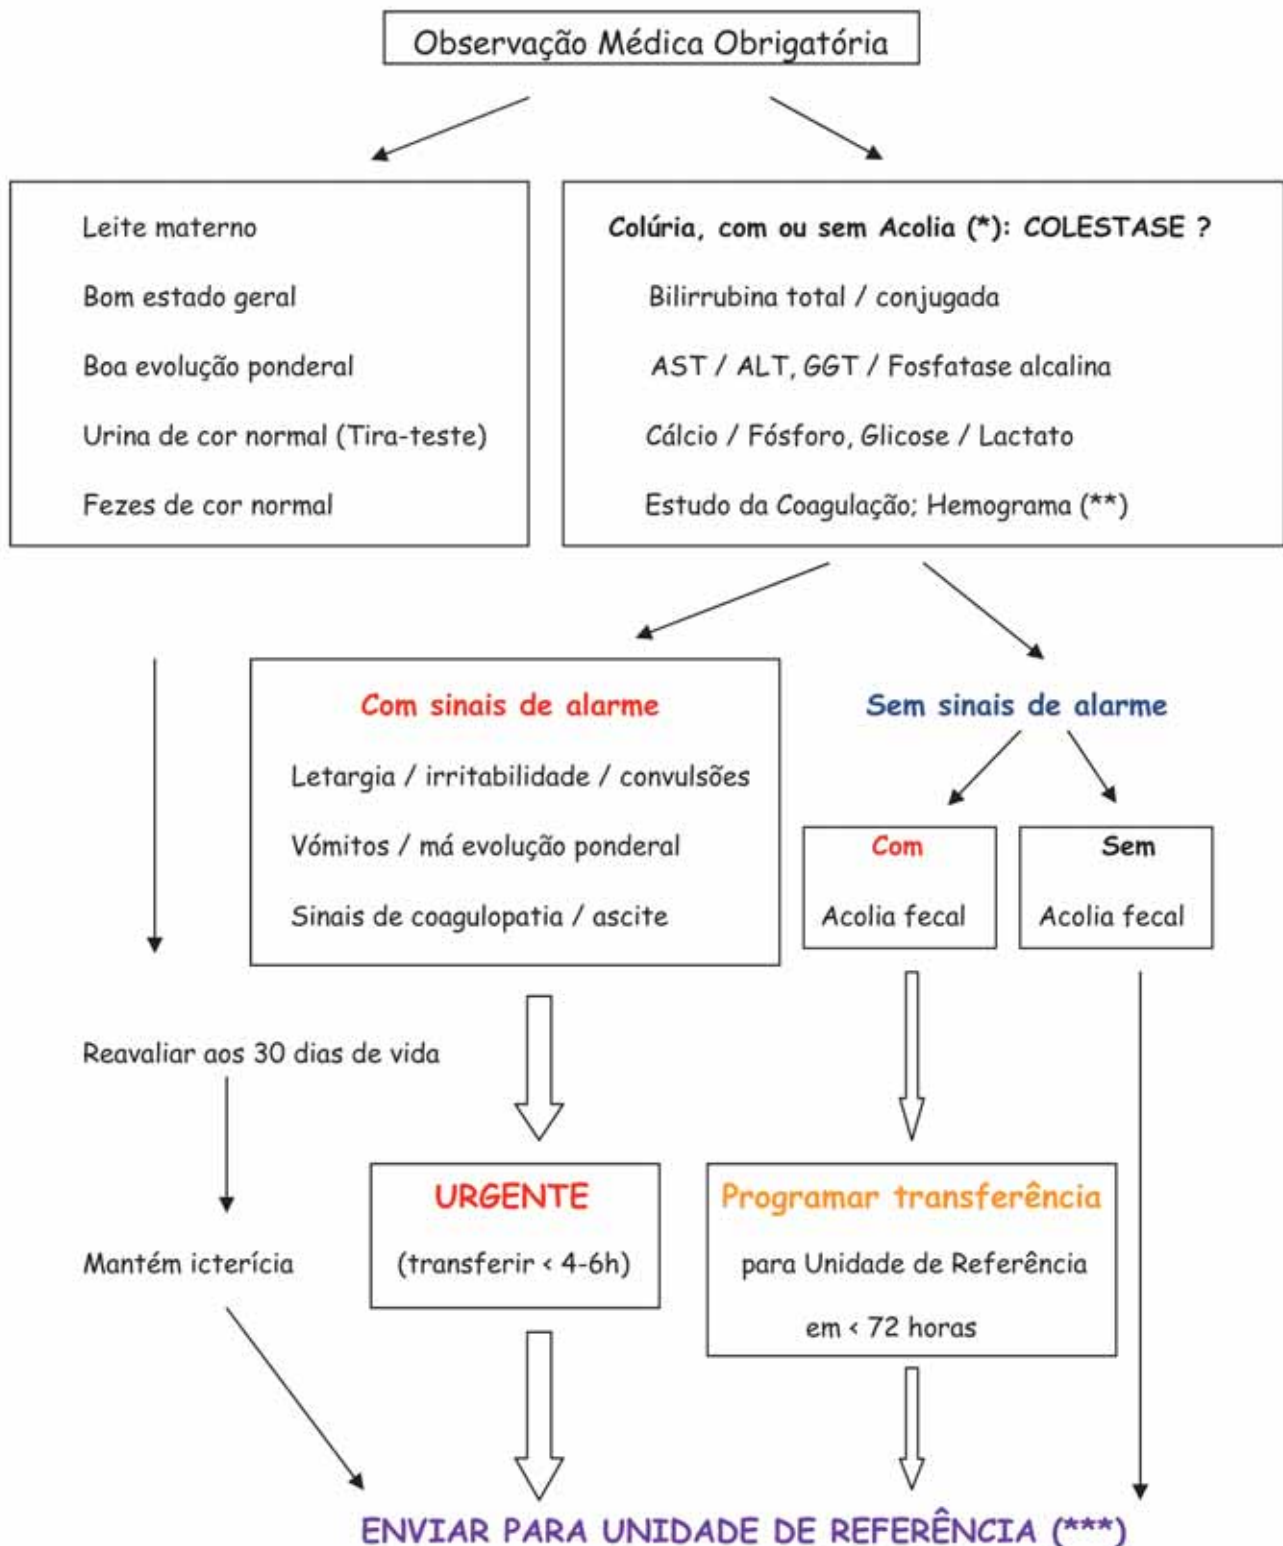 Observação Médica Obrigatória
Leite materno
Bom estado geral
Boa evolução ponderal
Urina de cor normal (Tira-teste)
Fezes de cor normal
Colúria, com ou sem Acolia (*): COLESTASE ?
Bilirrubina total / conjugada
AST / ALT, GGT / Fosfatase alcalina
Cálcio / Fósforo, Glicose / Lactato
Estudo da Coagulação; Hemograma (**)
Com sinais de alarme
Letargia / irritabilidade / convulsões
Vómitos / má evolução ponderal
Sinais de coagulopatia / ascite
Sem sinais de alarme
Com
Acolia fecal
Sem
Acolia fecal
Reavaliar aos 30 dias de vida
Mantém icterícia
URGENTE
(transferir < 4-6h)
Programar transferência
para Unidade de Referência
em < 72 horas
ENVIAR PARA UNIDADE DE REFERÊNCIA (***)